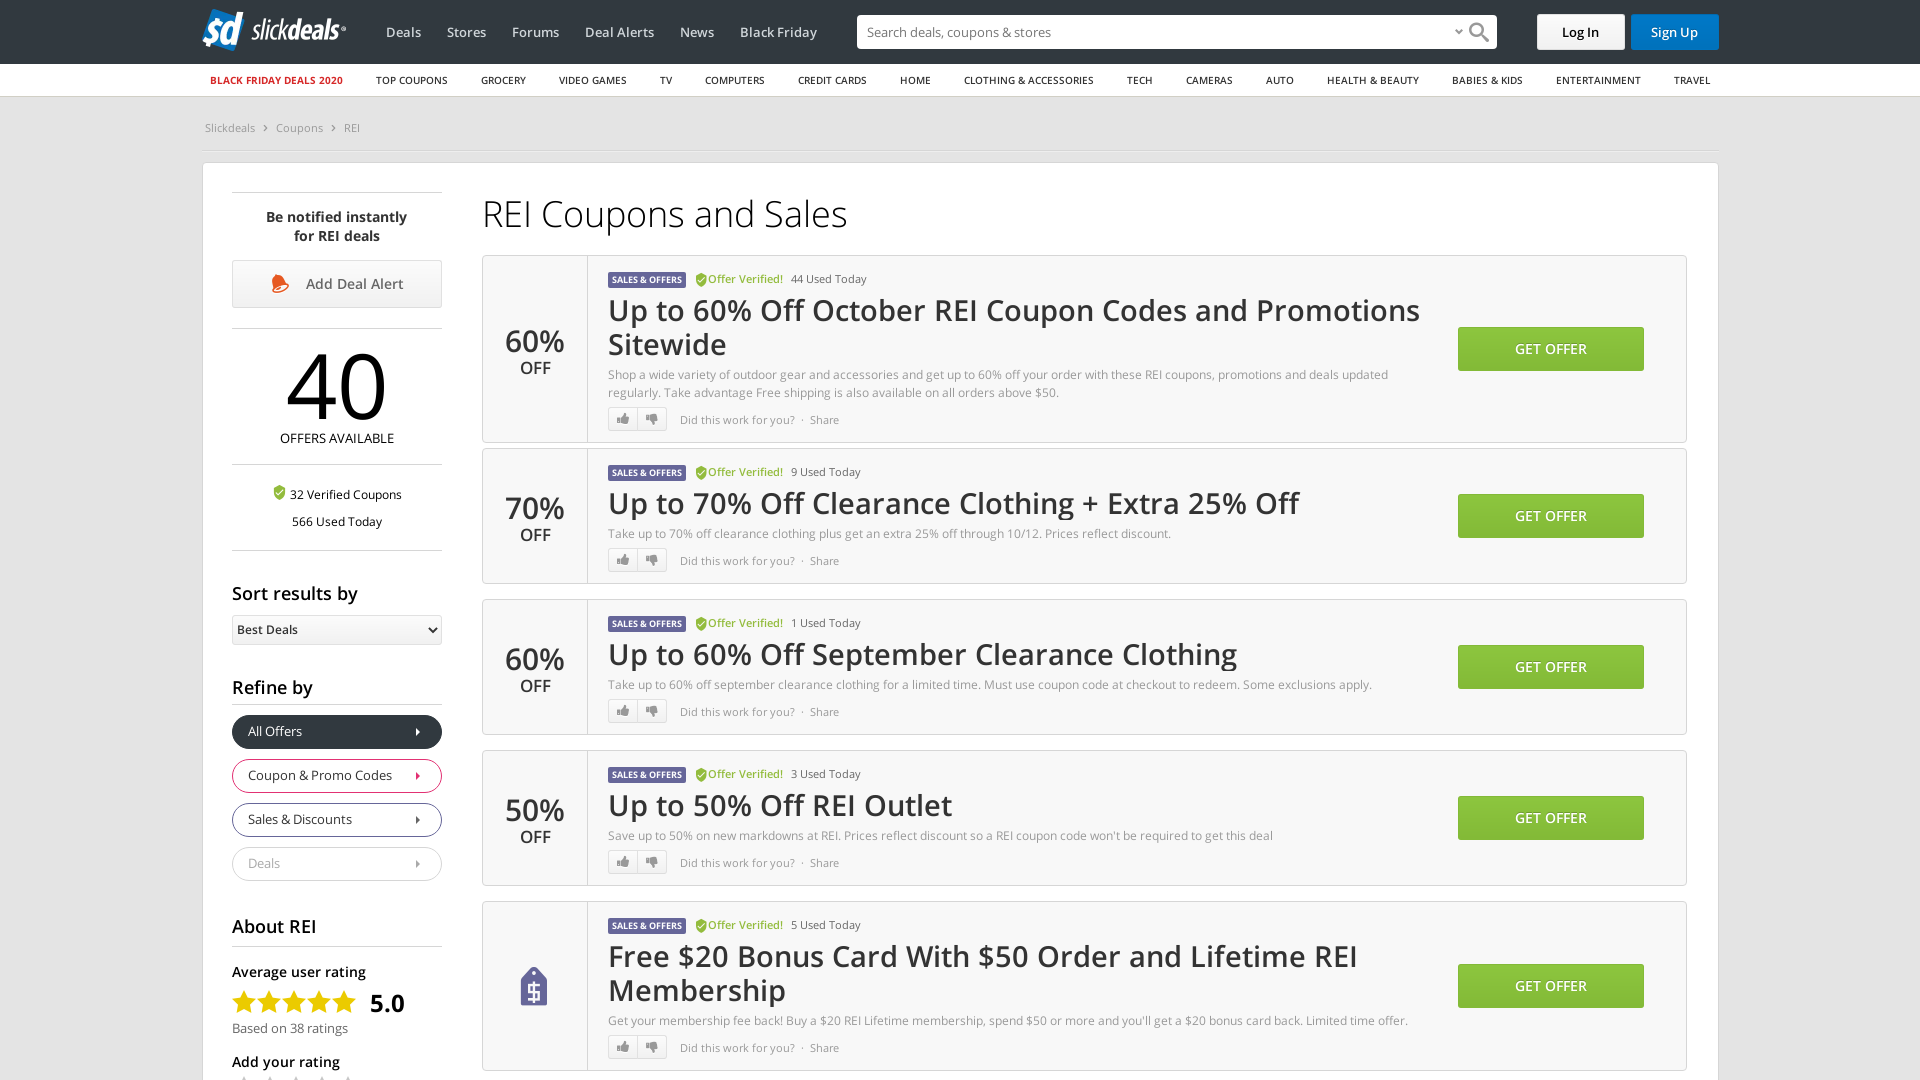 sd slickdeals
Deals Stores Forums Deal Alerts News Black Friday
Search deals, coupons & stores
Log In Sign Up
BLACK FRIDAY DEALS 2020 TOP COUPONS GROCERY VIDEO GAMES TV COMPUTERS CREDIT CARDS HOME CLOTHING & ACCESSORIES TECH CAMERAS AUTO HEALTH & BEAUTY BABIES & KIDS ENTERTAINMENT TRAVEL
Slickdeals › Coupons › REI
Be notified instantly
for REI deals
Add Deal Alert
40
OFFERS AVAILABLE
32 Verified Coupons
566 Used Today
Sort results by
Best Deals
Refine by
All Offers
Coupon & Promo Codes
Sales & Discounts
Deals
About REI
Average user rating
5.0
Based on 38 ratings
Add your rating
REI Coupons and Sales
60%
OFF
SALES & OFFERS Offer Verified! 44 Used Today
Up to 60% Off October REI Coupon Codes and Promotions
Sitewide
Shop a wide variety of outdoor gear and accessories and get up to 60% off your order with these REI coupons, promotions and deals updated
regularly. Take advantage Free shipping is also available on all orders above $50.
Did this work for you? · Share
GET OFFER
70%
OFF
SALES & OFFERS Offer Verified! 9 Used Today
Up to 70% Off Clearance Clothing + Extra 25% Off
Take up to 70% off clearance clothing plus get an extra 25% off through 10/12. Prices reflect discount.
Did this work for you? · Share
GET OFFER
60%
OFF
SALES & OFFERS Offer Verified! 1 Used Today
Up to 60% Off September Clearance Clothing
Take up to 60% off september clearance clothing for a limited time. Must use coupon code at checkout to redeem. Some exclusions apply.
Did this work for you? · Share
GET OFFER
50%
OFF
SALES & OFFERS Offer Verified! 3 Used Today
Up to 50% Off REI Outlet
Save up to 50% on new markdowns at REI. Prices reflect discount so a REI coupon code won't be required to get this deal
Did this work for you? · Share
GET OFFER
SALES & OFFERS Offer Verified! 5 Used Today
Free $20 Bonus Card With $50 Order and Lifetime REI
Membership
Get your membership fee back! Buy a $20 REI Lifetime membership, spend $50 or more and you'll get a $20 bonus card back. Limited time offer.
Did this work for you? · Share
GET OFFER